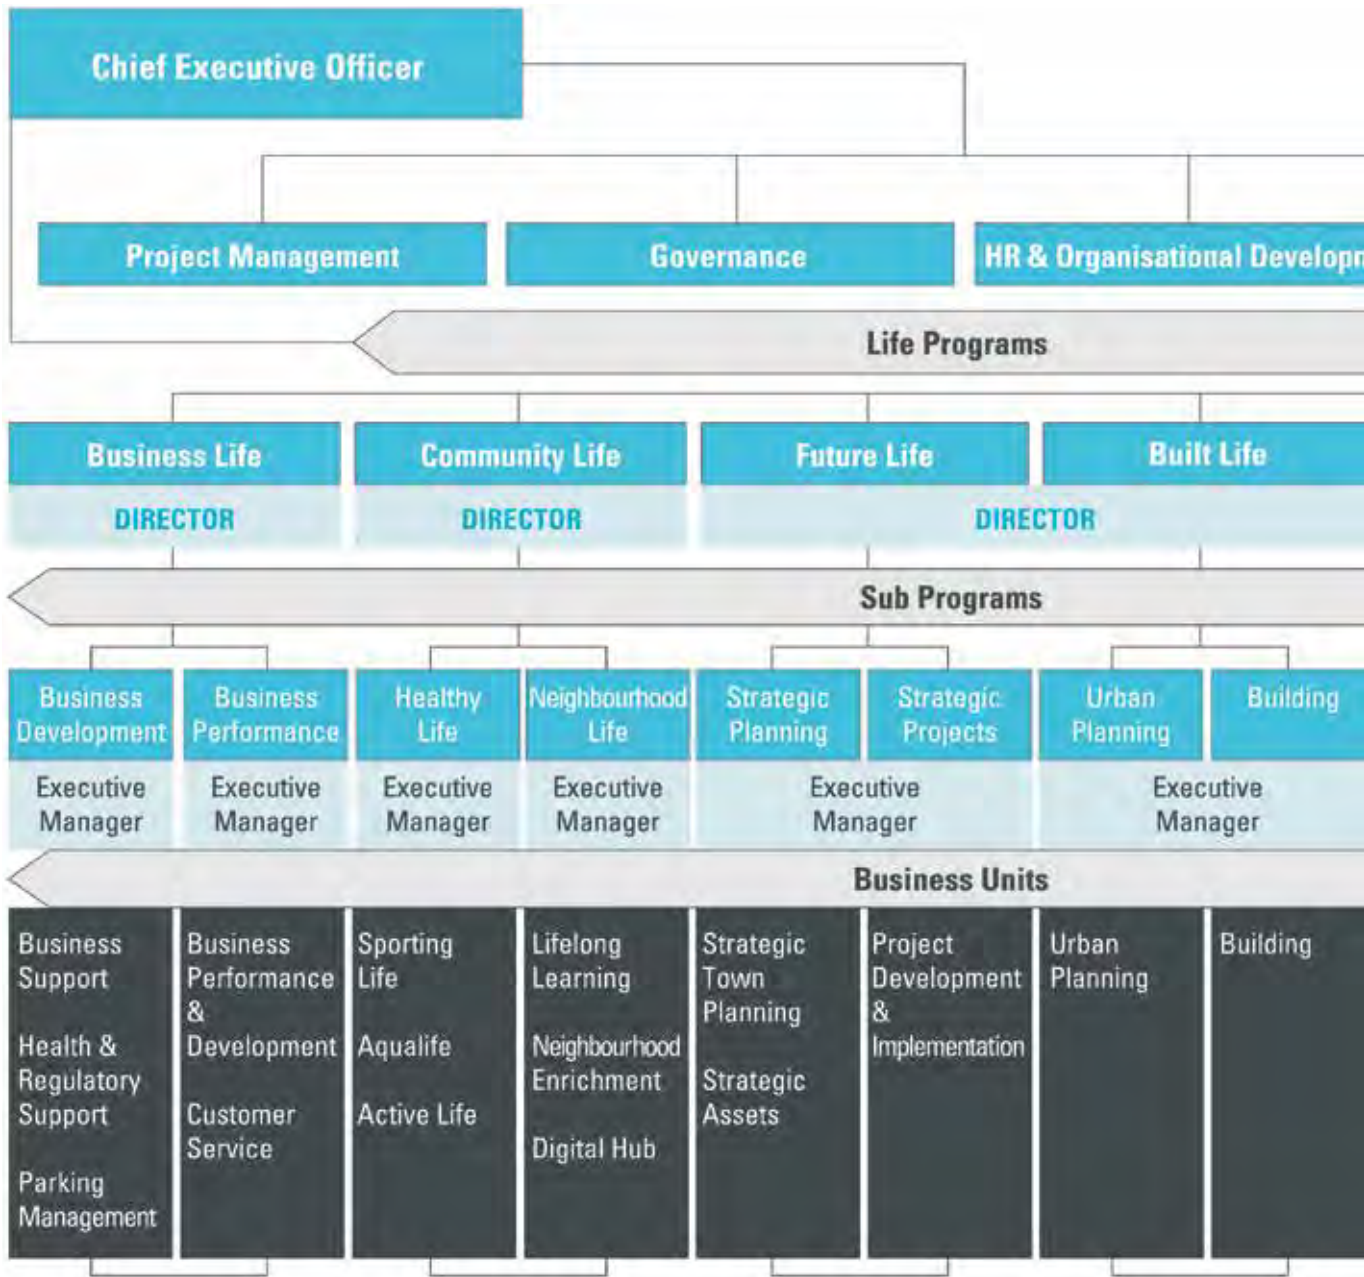 Chief Executive Officer
Project Management
Governance
HR & Organisational Developm
Life Programs
Business Life
Community Life
Future Life
Built Life
DIRECTOR
DIRECTOR
DIRECTOR
Sub Programs
Business
Development
Business
Performance
Healthy
Life
Neighbourhood
Life
Strategic
Planning
Strategic
Projects
Urban
Planning
Building
Executive
Manager
Executive
Manager
Executive
Manager
Executive
Manager
Executive
Manager
Executive
Manager
Business Units
Business
Support
Health &
Regulatory
Support
Parking
Management
Business
Performance
&
Development
Customer
Service
Sporting
Life
Aqualife
Active Life
Lifelong
Learning
Neighbourhood
Enrichment
Digital Hub
Strategic
Town
Planning
Strategic
Assets
Project
Development
&
Implementation
Urban
Planning
Building